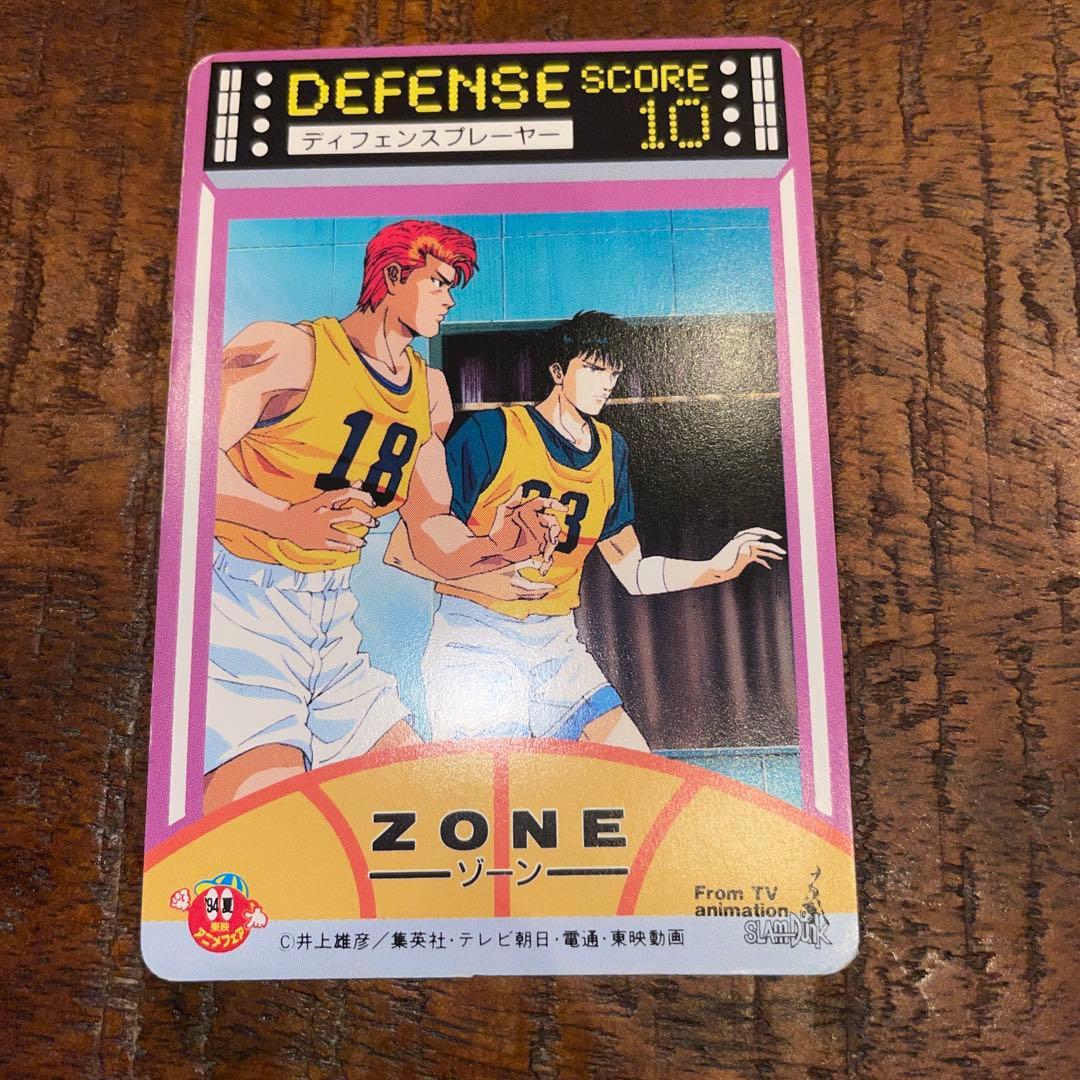 DEFENSE
ディフェンスプレーヤー
SCORE
10
18
33
ZONE
ゾーン
'94夏
東映
アニメフェア
From TV
animation
SLAM DUNK
©井上雄彦／集英社・テレビ朝日・電通・東映動画